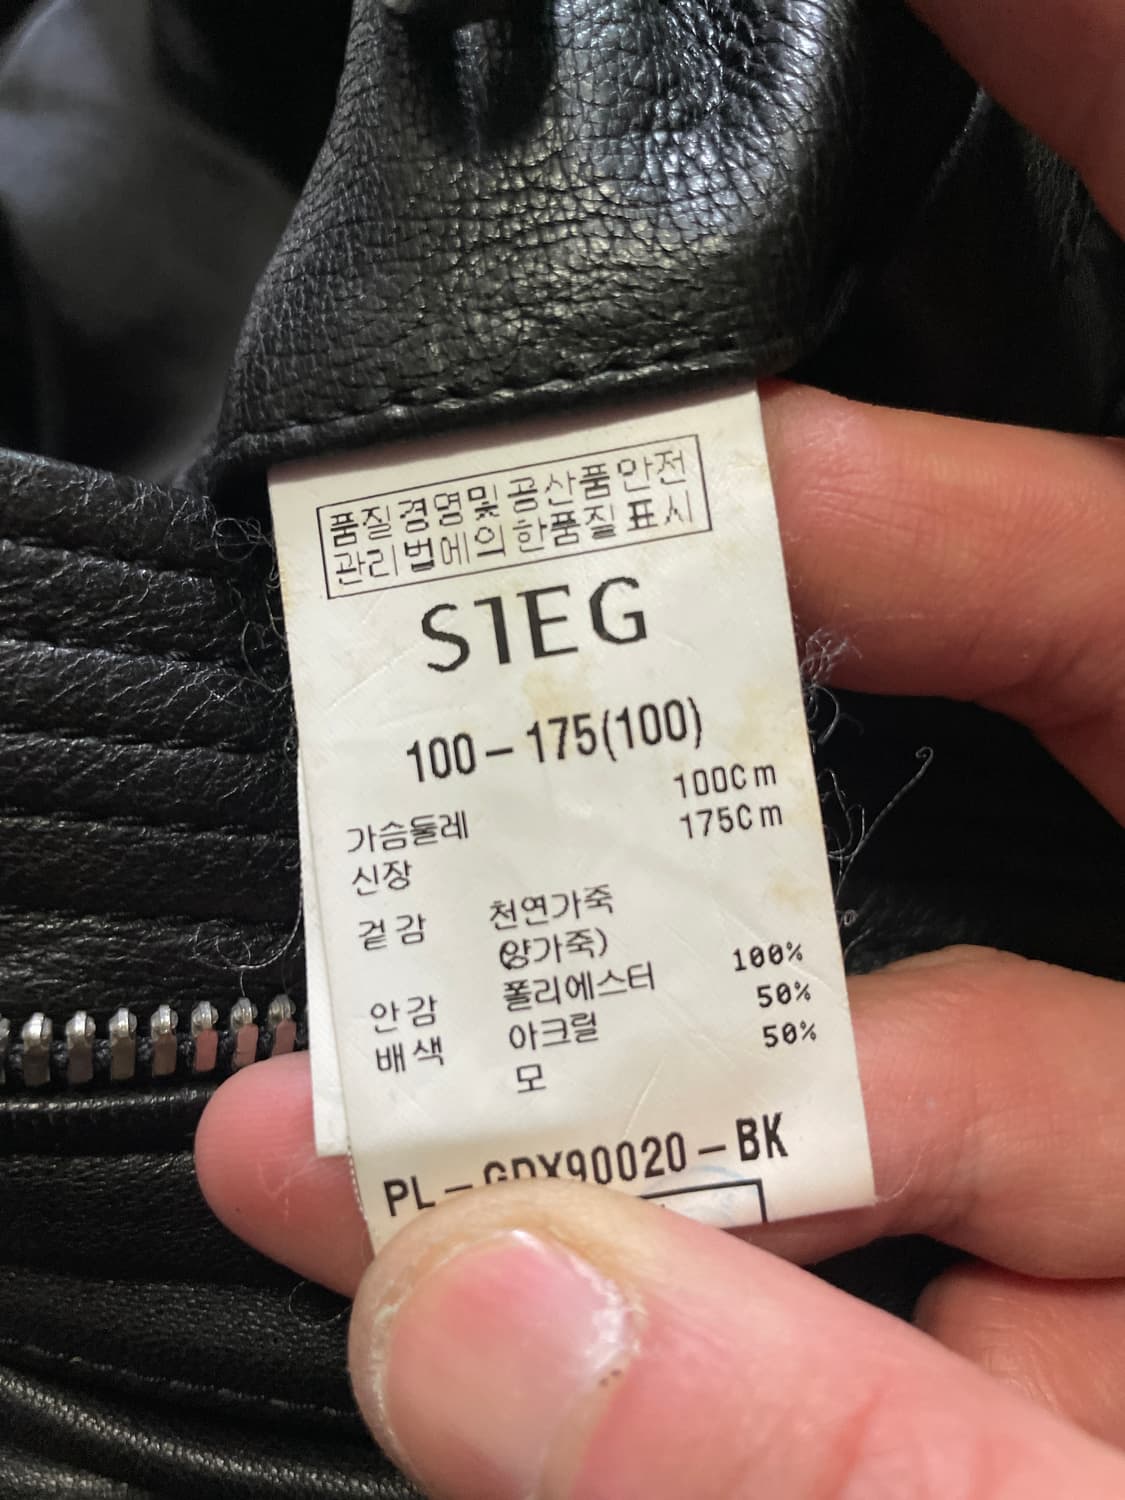 품질경영및 공산품안전
관리법에의한품질표시
SIEG
100-175(100)
가슴둘레 100Cm
신장 175Cm
겉감 천연가죽
(양가죽)
안감 폴리에스터 100%
배색 아크릴 50%
모 50%
PL-GDX90020-BK